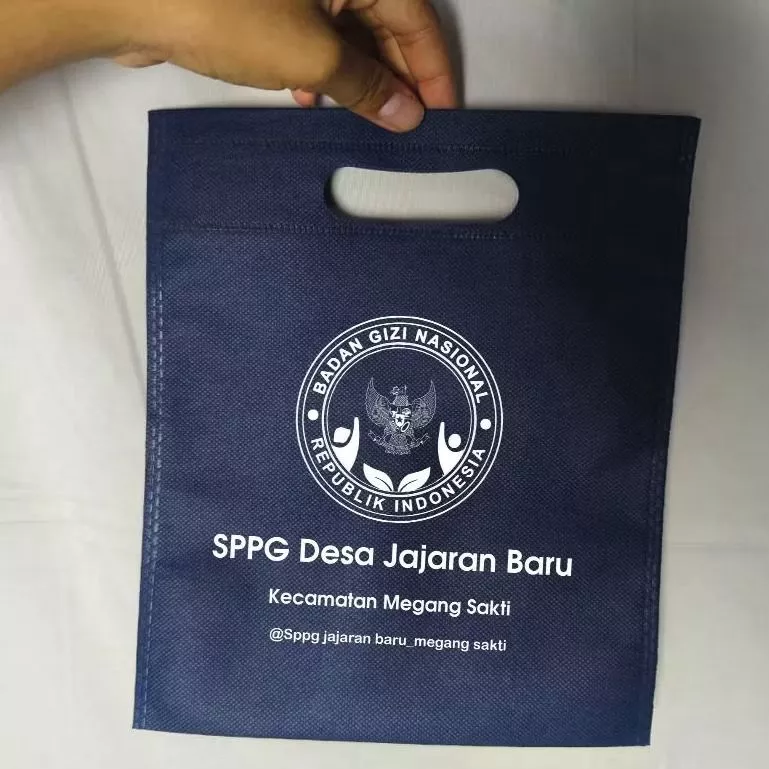 BADAN GIZI NASIONAL
REPUBLIK INDONESIA
SPPG Desa Jajaran Baru
Kecamatan Megang Sakti
@Sppg jajaran baru_megang sakti